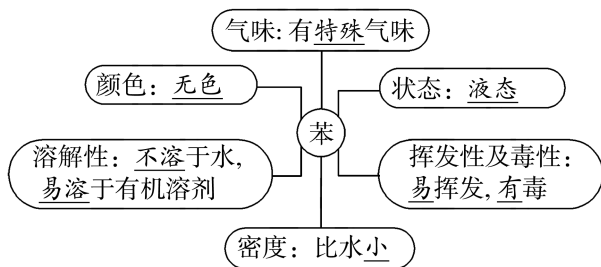 气味: 有特殊气味
颜色: 无色
状态: 液态
苯
溶解性: 不溶于水,
易溶于有机溶剂
挥发性及毒性:
易挥发, 有毒
密度: 比水小